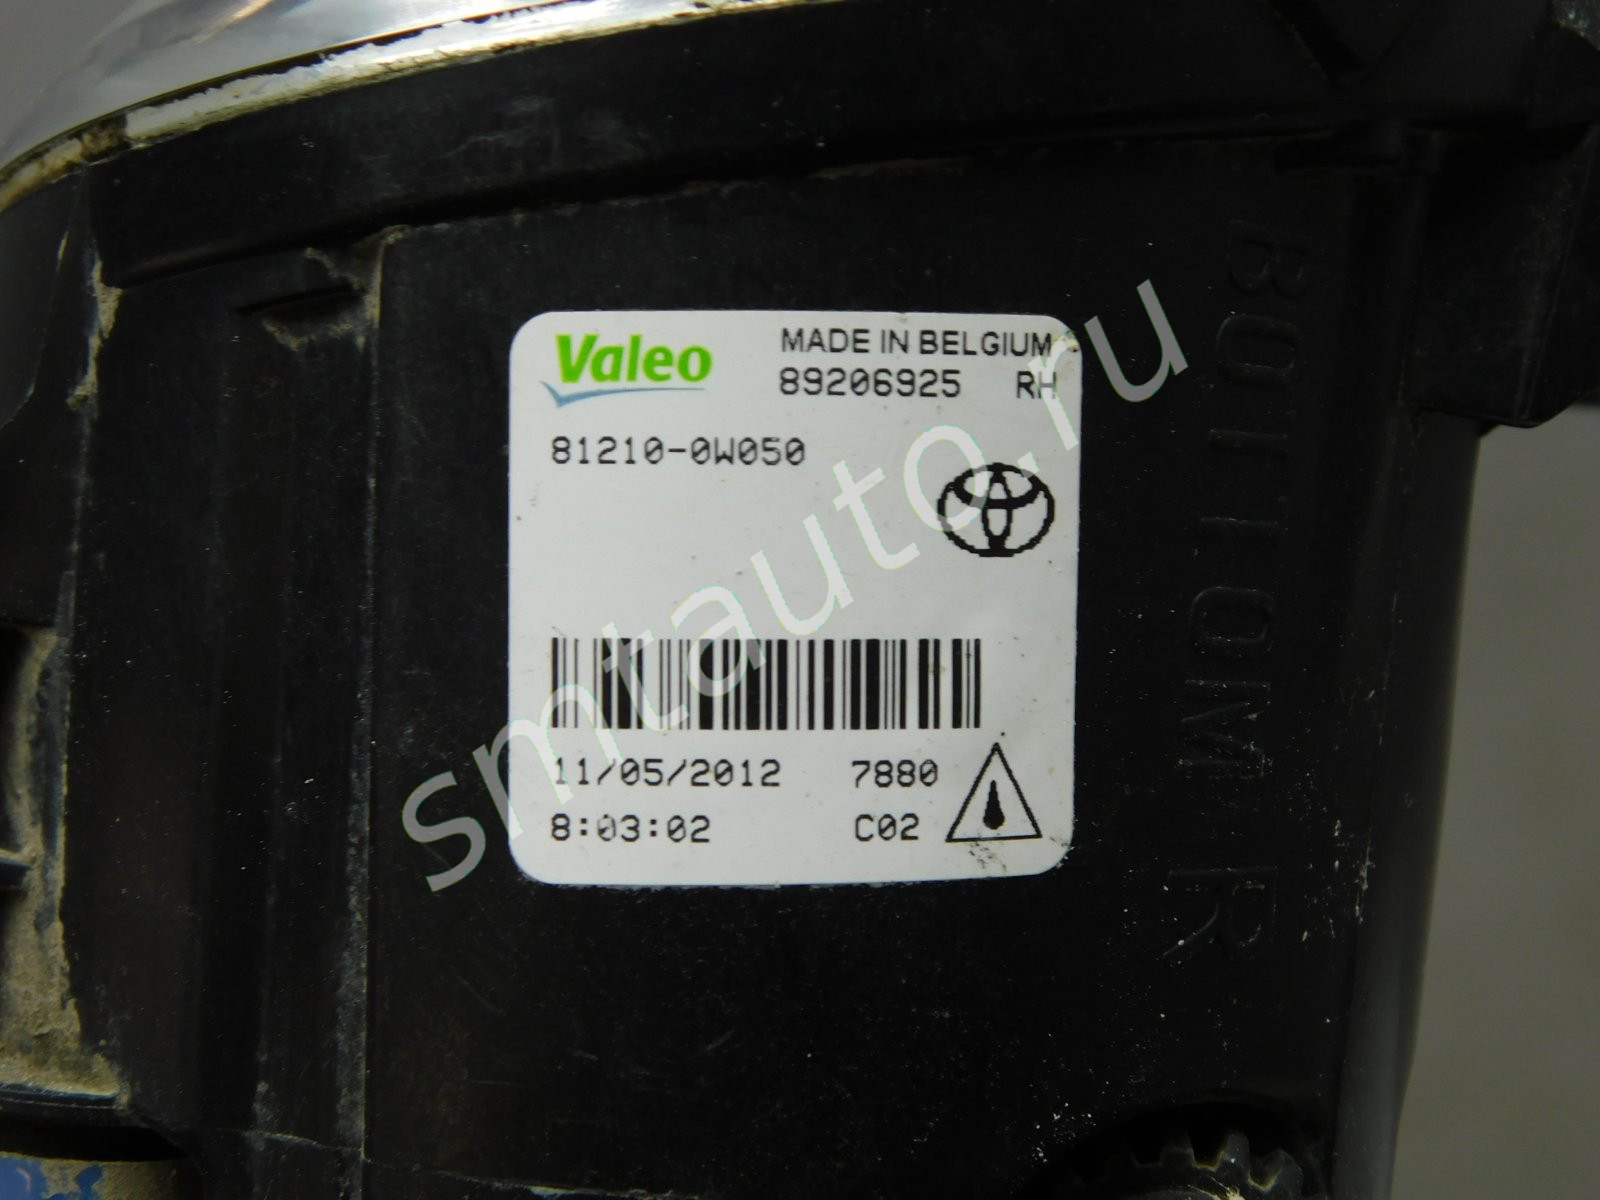 Valeo
MADE IN BELGIUM
89206925 RH
81210-0W050
11/05/2012 7880
8:03:02 C02
BOTTOM R
smtauto.ru